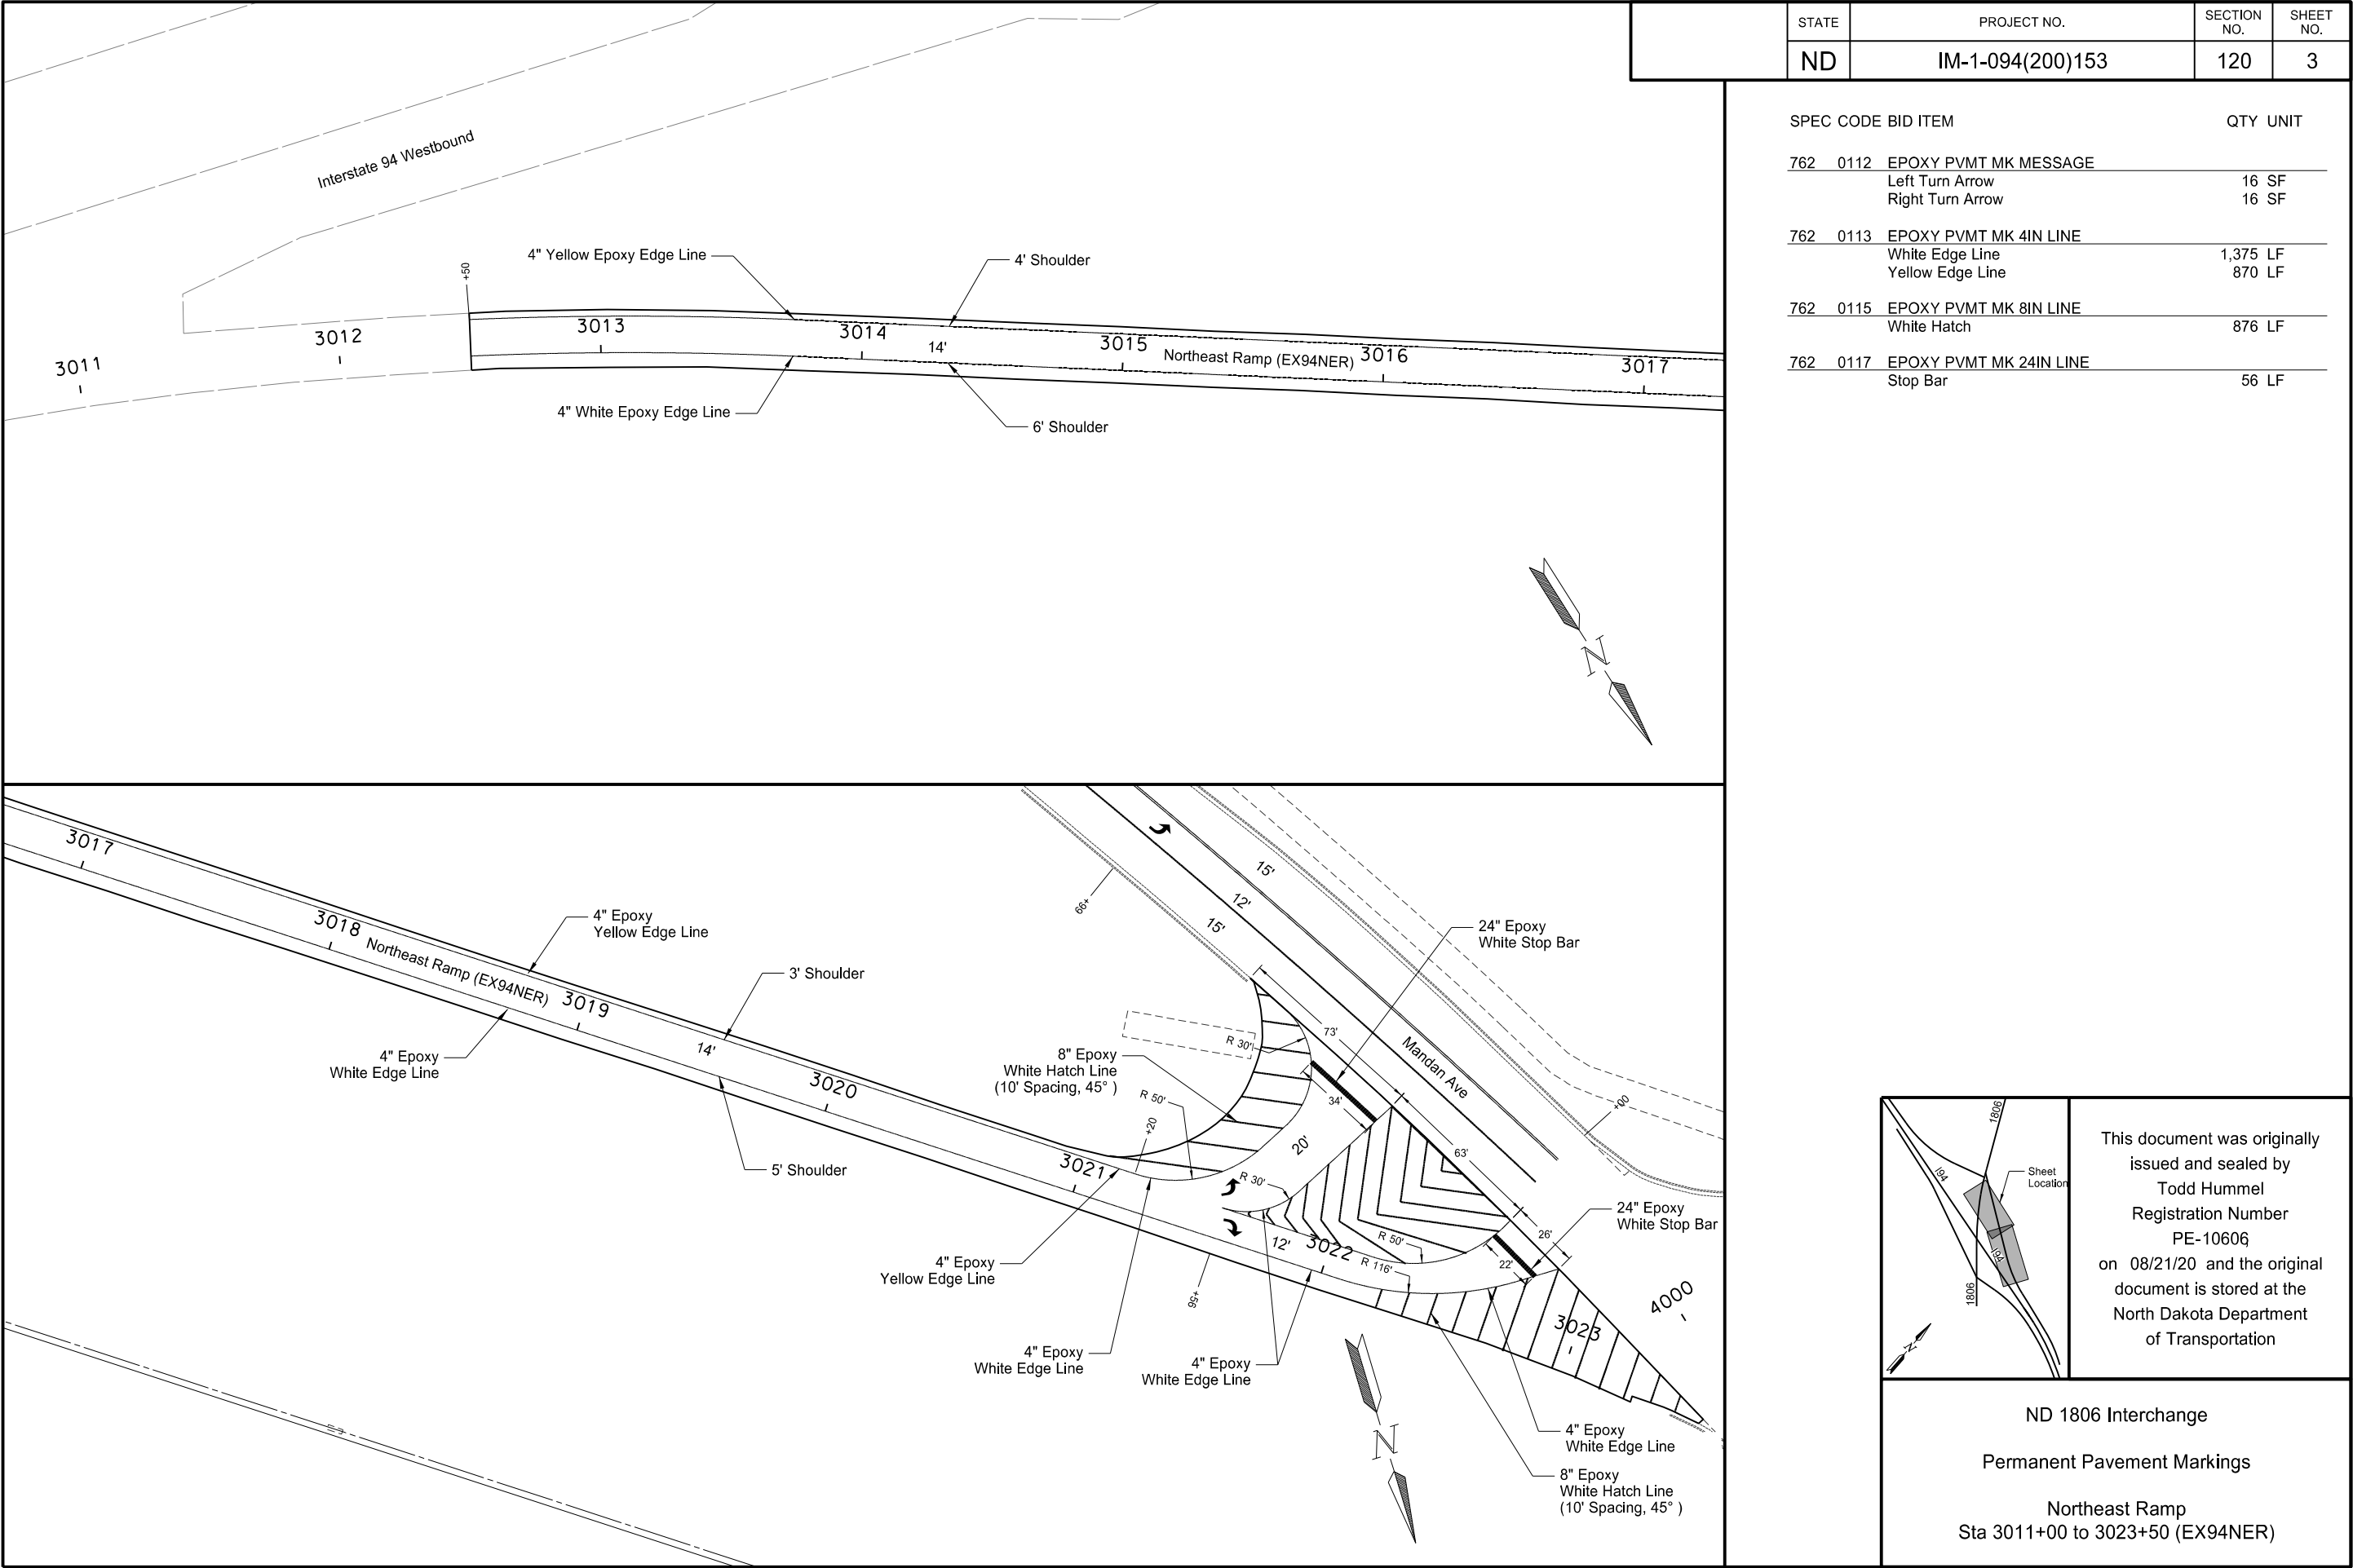 STATE
PROJECT NO.
SECTION NO.
SHEET NO.
ND
IM-1-094(200)153
120
3
SPEC CODE BID ITEM QTY UNIT
762 0112 EPOXY PVMT MK MESSAGE
Left Turn Arrow 16 SF
Right Turn Arrow 16 SF
762 0113 EPOXY PVMT MK 4IN LINE
White Edge Line 1,375 LF
Yellow Edge Line 870 LF
762 0115 EPOXY PVMT MK 8IN LINE
White Hatch 876 LF
762 0117 EPOXY PVMT MK 24IN LINE
Stop Bar 56 LF
Interstate 94 Westbound
4" Yellow Epoxy Edge Line
4' Shoulder
+50
3011
3012
3013
3014
14'
3015
Northeast Ramp (EX94NER)
3016
3017
4" White Epoxy Edge Line
6' Shoulder
N
3017
3018
Northeast Ramp (EX94NER)
3019
14'
3020
3021
+20
4" Epoxy
Yellow Edge Line
3' Shoulder
4" Epoxy
White Edge Line
5' Shoulder
+66
15'
12'
15'
24" Epoxy
White Stop Bar
73'
Mandan Ave
R 30'
8" Epoxy
White Hatch Line
(10' Spacing, 45° )
R 50'
34'
20'
+00
63'
R 30'
24" Epoxy
White Stop Bar
26'
12'
3022
R 50'
R 116'
22'
4" Epoxy
Yellow Edge Line
+56
4000
3023
4" Epoxy
White Edge Line
4" Epoxy
White Edge Line
4" Epoxy
White Edge Line
8" Epoxy
White Hatch Line
(10' Spacing, 45° )
N
1806
I94
Sheet
Location
I94
1806
N
This document was originally
issued and sealed by
Todd Hummel
Registration Number
PE-10606
on 08/21/20 and the original
document is stored at the
North Dakota Department
of Transportation
ND 1806 Interchange
Permanent Pavement Markings
Northeast Ramp
Sta 3011+00 to 3023+50 (EX94NER)